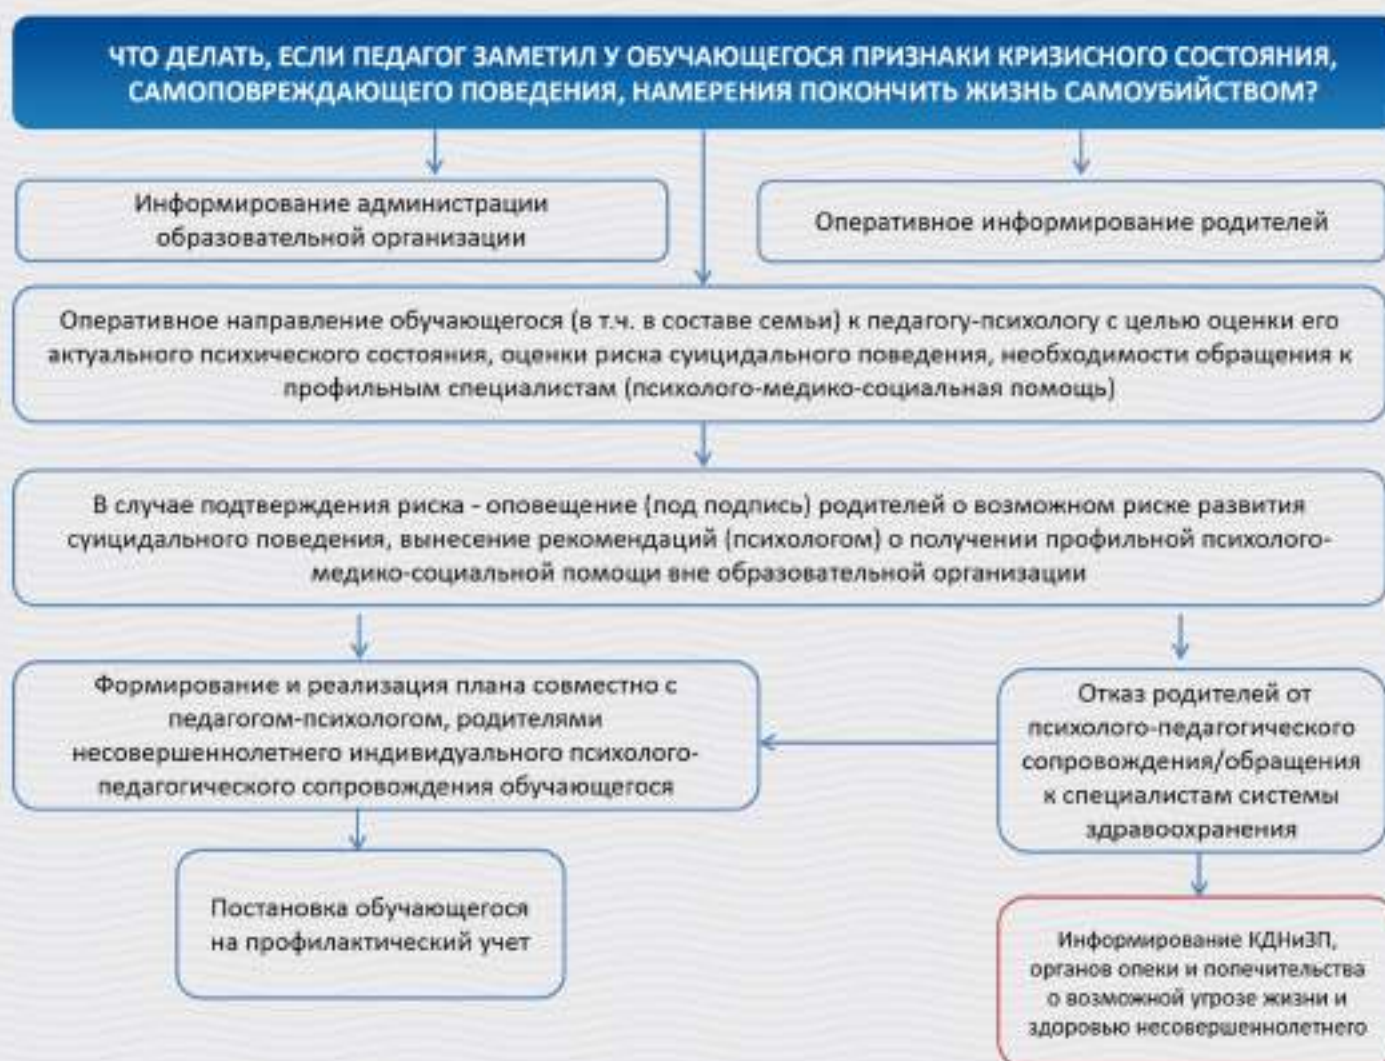 ЧТО ДЕЛАТЬ, ЕСЛИ ПЕДАГОГ ЗАМЕТИЛ У ОБУЧАЮЩЕГОСЯ ПРИЗНАКИ КРИЗИСНОГО СОСТОЯНИЯ,
САМОПОВРЕЖДАЮЩЕГО ПОВЕДЕНИЯ, НАМЕРЕНИЯ ПОКОНЧИТЬ ЖИЗНЬ САМОУБИЙСТВОМ?
Информирование администрации
образовательной организации
Оперативное информирование родителей
Оперативное направление обучающегося (в т.ч. в составе семьи) к педагогу-психологу с целью оценки его
актуального психического состояния, оценки риска суицидального поведения, необходимости обращения к
профильным специалистам (психолого-медико-социальная помощь)
В случае подтверждения риска - оповещение (под подпись) родителей о возможном риске развития
суицидального поведения, вынесение рекомендаций (психологом) о получении профильной психолого-
медико-социальной помощи вне образовательной организации
Формирование и реализация плана совместно с
педагогом-психологом, родителями
несовершеннолетнего индивидуального психолого-
педагогического сопровождения обучающегося
Отказ родителей от
психолого-педагогического
сопровождения/обращения
к специалистам системы
здравоохранения
Постановка обучающегося
на профилактический учет
Информирование КДНиЗП,
органов опеки и попечительства
о возможной угрозе жизни и
здоровью несовершеннолетнего